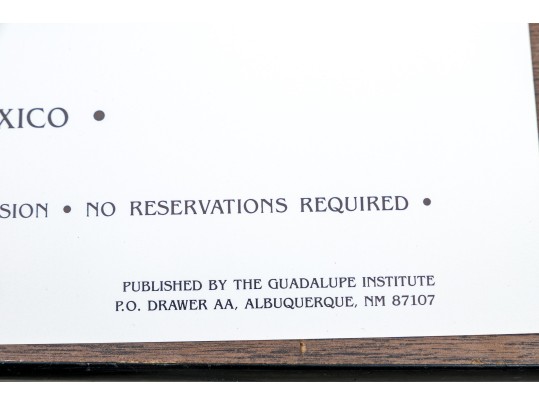 XICO •
SION • NO RESERVATIONS REQUIRED •
PUBLISHED BY THE GUADALUPE INSTITUTE
P.O. DRAWER AA, ALBUQUERQUE, NM 87107